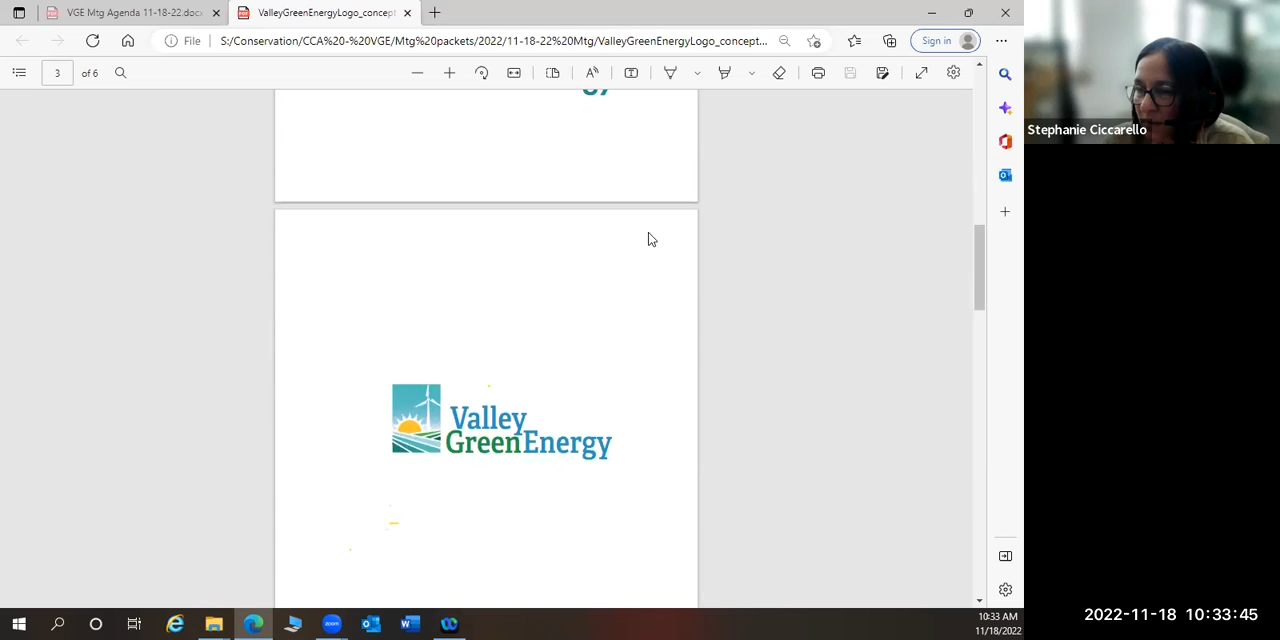 VGE Mtg Agenda 11-18-22.docx
ValleyGreenEnergyLogo_concept
File
S:/Conservation/CCA%20-%20VGE/Mtg%20packets/2022/11-18-22%20Mtg/ValleyGreenEnergyLogo_concept...
Sign in
3 of 6
Stephanie Ciccarello
Valley
GreenEnergy
10:33 AM
11/18/2022
2022-11-18 10:33:45